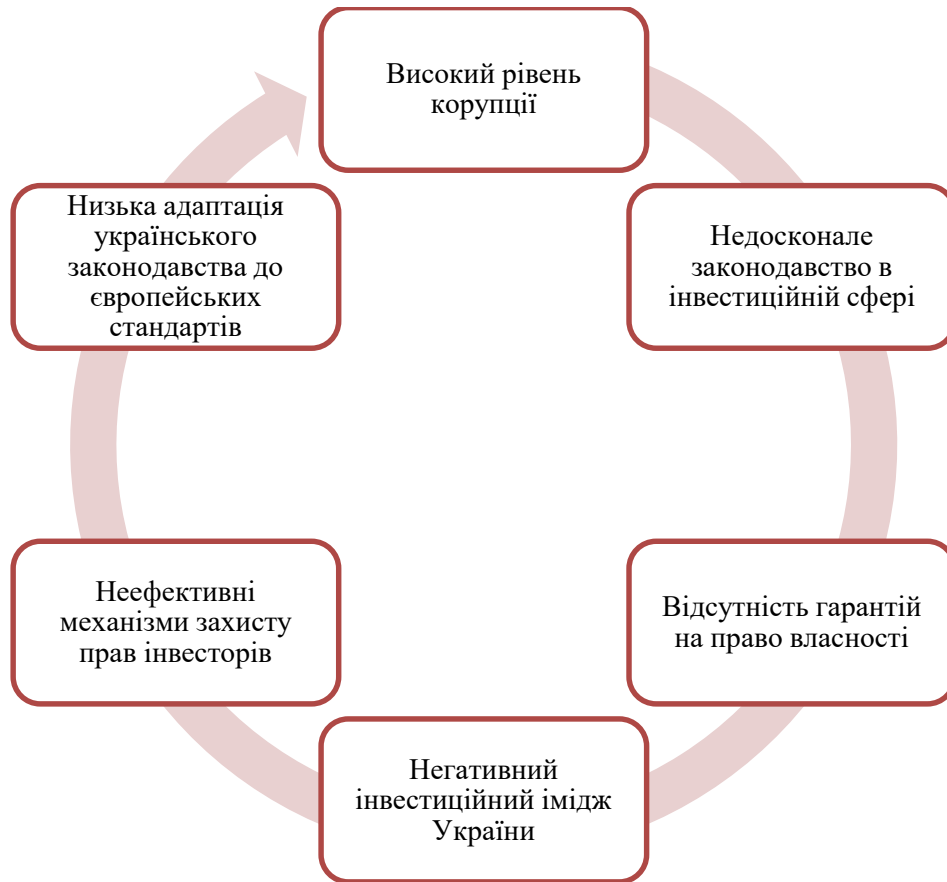 Високий рівень
корупції
Недосконале
законодавство в
інвестиційній сфері
Відсутність гарантій
на право власності
Негативний
інвестиційний імідж
України
Неефективні
механізми захисту
прав інвесторів
Низька адаптація
українського
законодавства до
європейських
стандартів